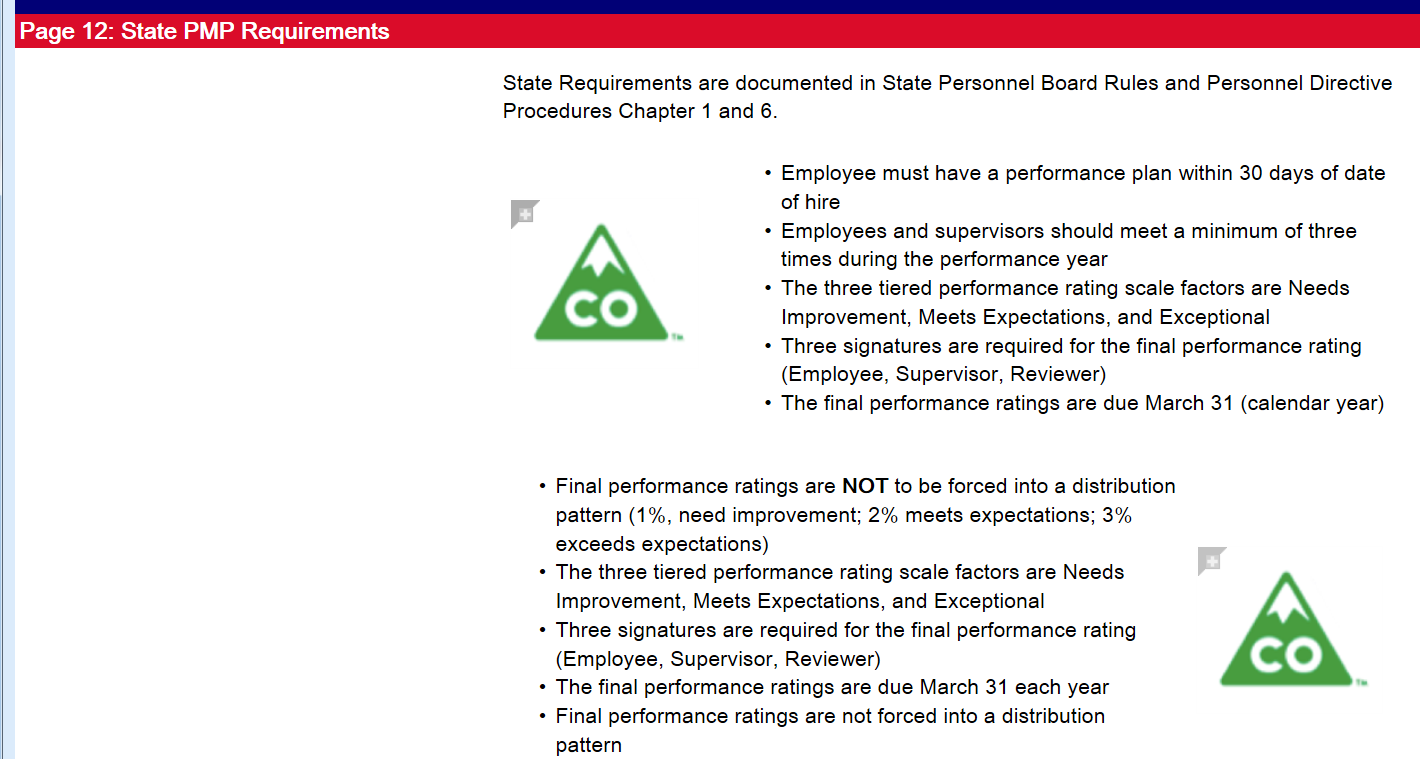 Page 12: State PMP Requirements
State Requirements are documented in State Personnel Board Rules and Personnel Directive
Procedures Chapter 1 and 6.
• Employee must have a performance plan within 30 days of date
of hire
• Employees and supervisors should meet a minimum of three
times during the performance year
• The three tiered performance rating scale factors are Needs
Improvement, Meets Expectations, and Exceptional
• Three signatures are required for the final performance rating
(Employee, Supervisor, Reviewer)
• The final performance ratings are due March 31 (calendar year)
CO
TM
• Final performance ratings are NOT to be forced into a distribution
pattern (1%, need improvement; 2% meets expectations; 3%
exceeds expectations)
• The three tiered performance rating scale factors are Needs
Improvement, Meets Expectations, and Exceptional
• Three signatures are required for the final performance rating
(Employee, Supervisor, Reviewer)
• The final performance ratings are due March 31 each year
• Final performance ratings are not forced into a distribution
pattern
CO
TM